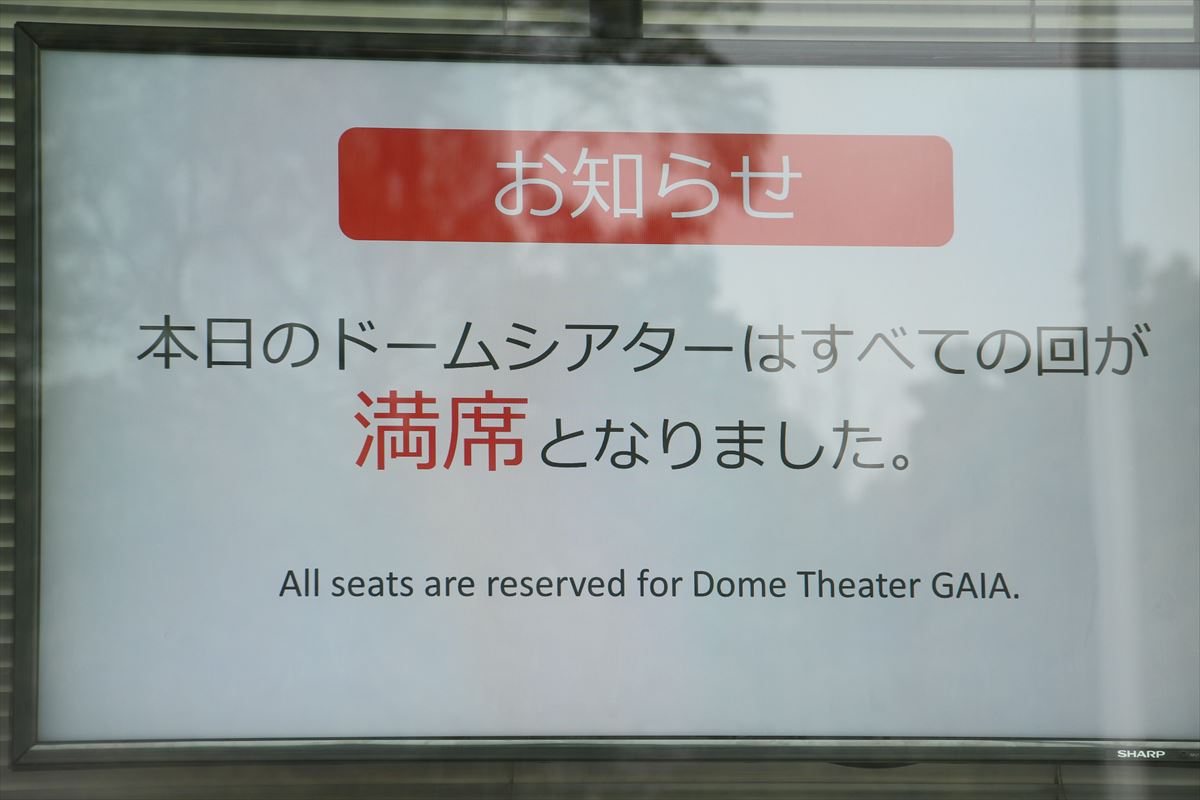 お知らせ
本日のドームシアターはすべての回が
満席となりました。
All seats are reserved for Dome Theater GAIA.
SHARP